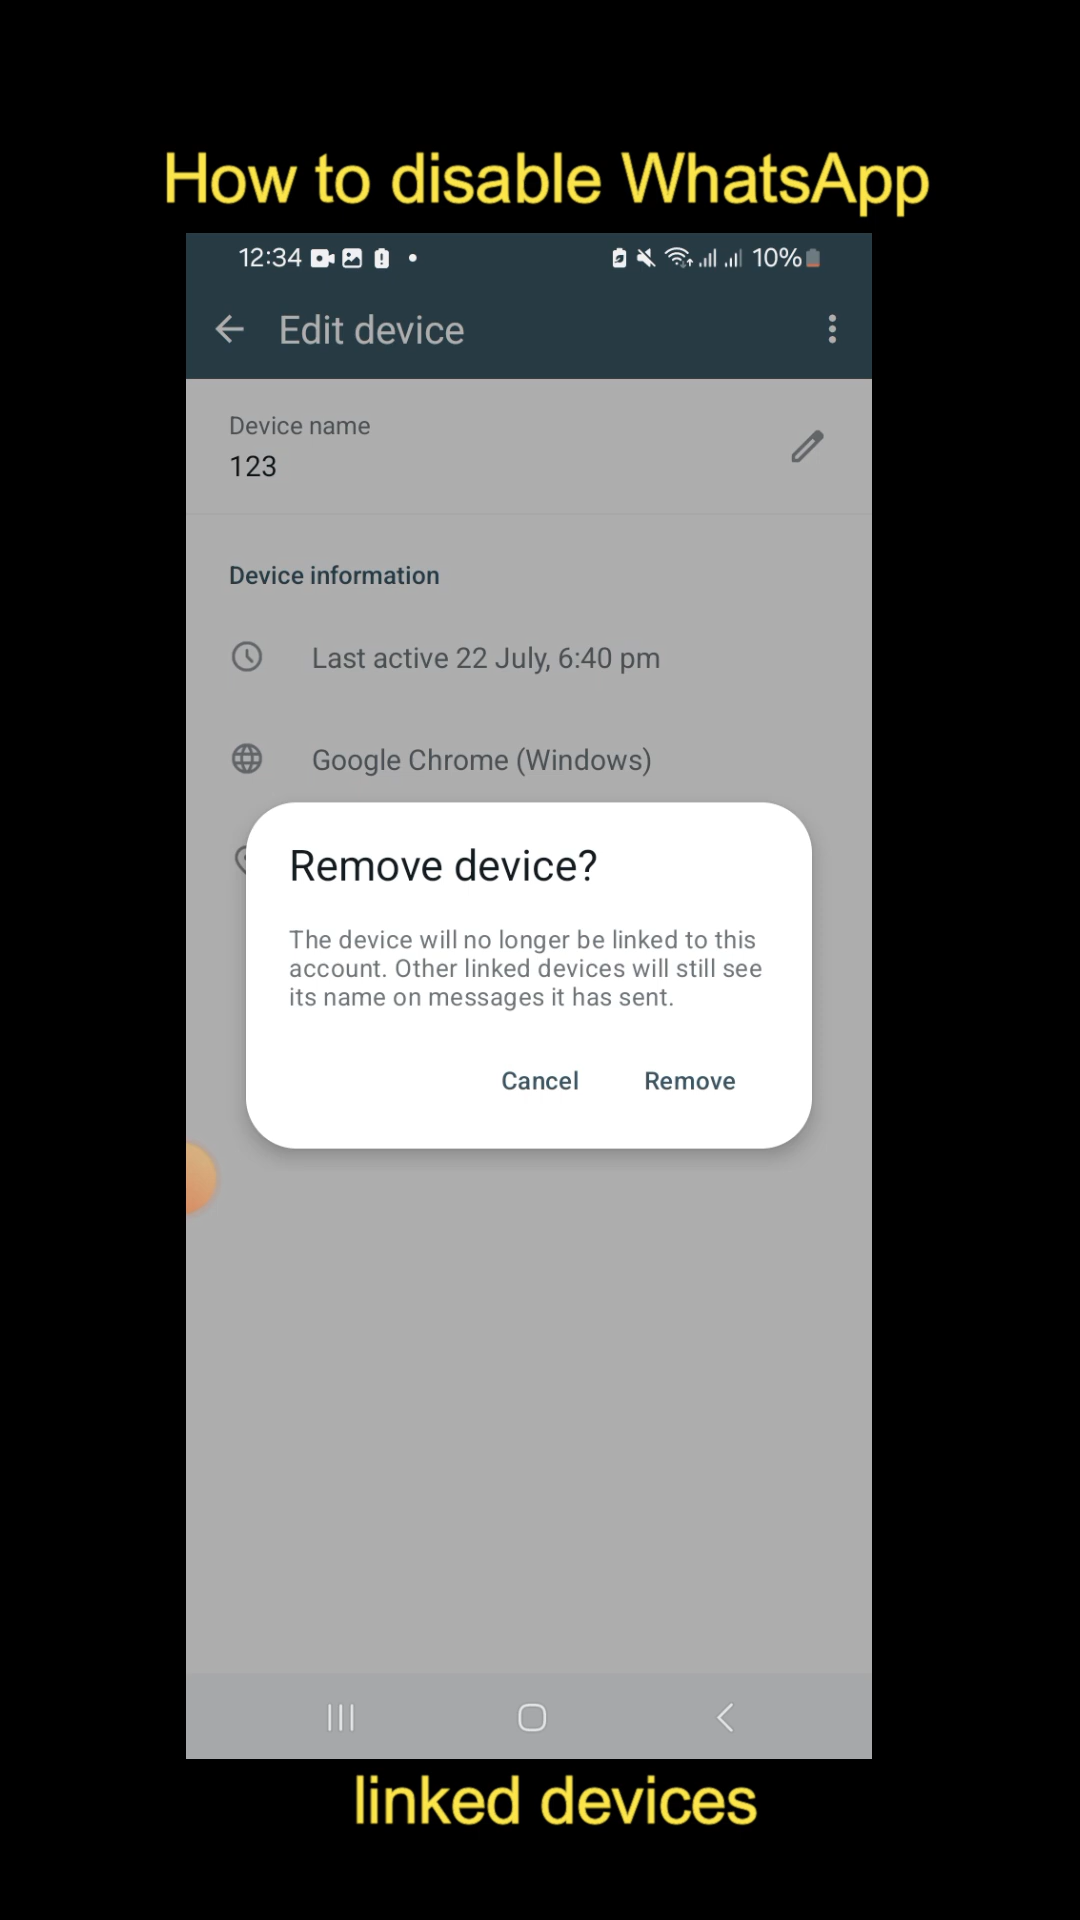 How to disable WhatsApp
12:34
10%
Edit device
Device name
123
Device information
Last active 22 July, 6:40 pm
Google Chrome (Windows)
Remove device?
The device will no longer be linked to this
account. Other linked devices will still see
its name on messages it has sent.
Cancel Remove
linked devices